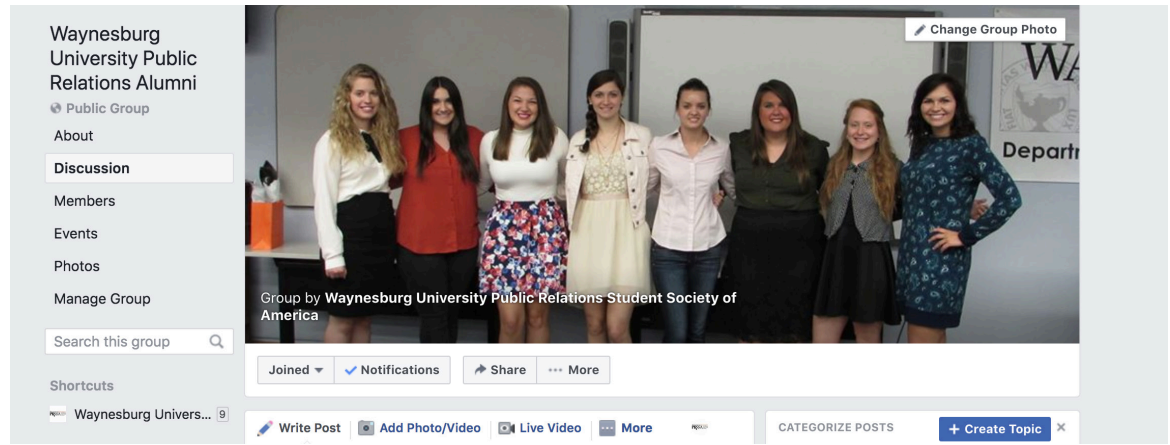 Waynesburg
University Public
Relations Alumni
Public Group
About
Discussion
Members
Events
Photos
Manage Group
Search this group
Shortcuts
Waynesburg Univers... 9
Change Group Photo
WA
Departm
Group by Waynesburg University Public Relations Student Society of
America
Joined
Notifications
Share
More
Write Post
Add Photo/Video
Live Video
More
CATEGORIZE POSTS
+ Create Topic